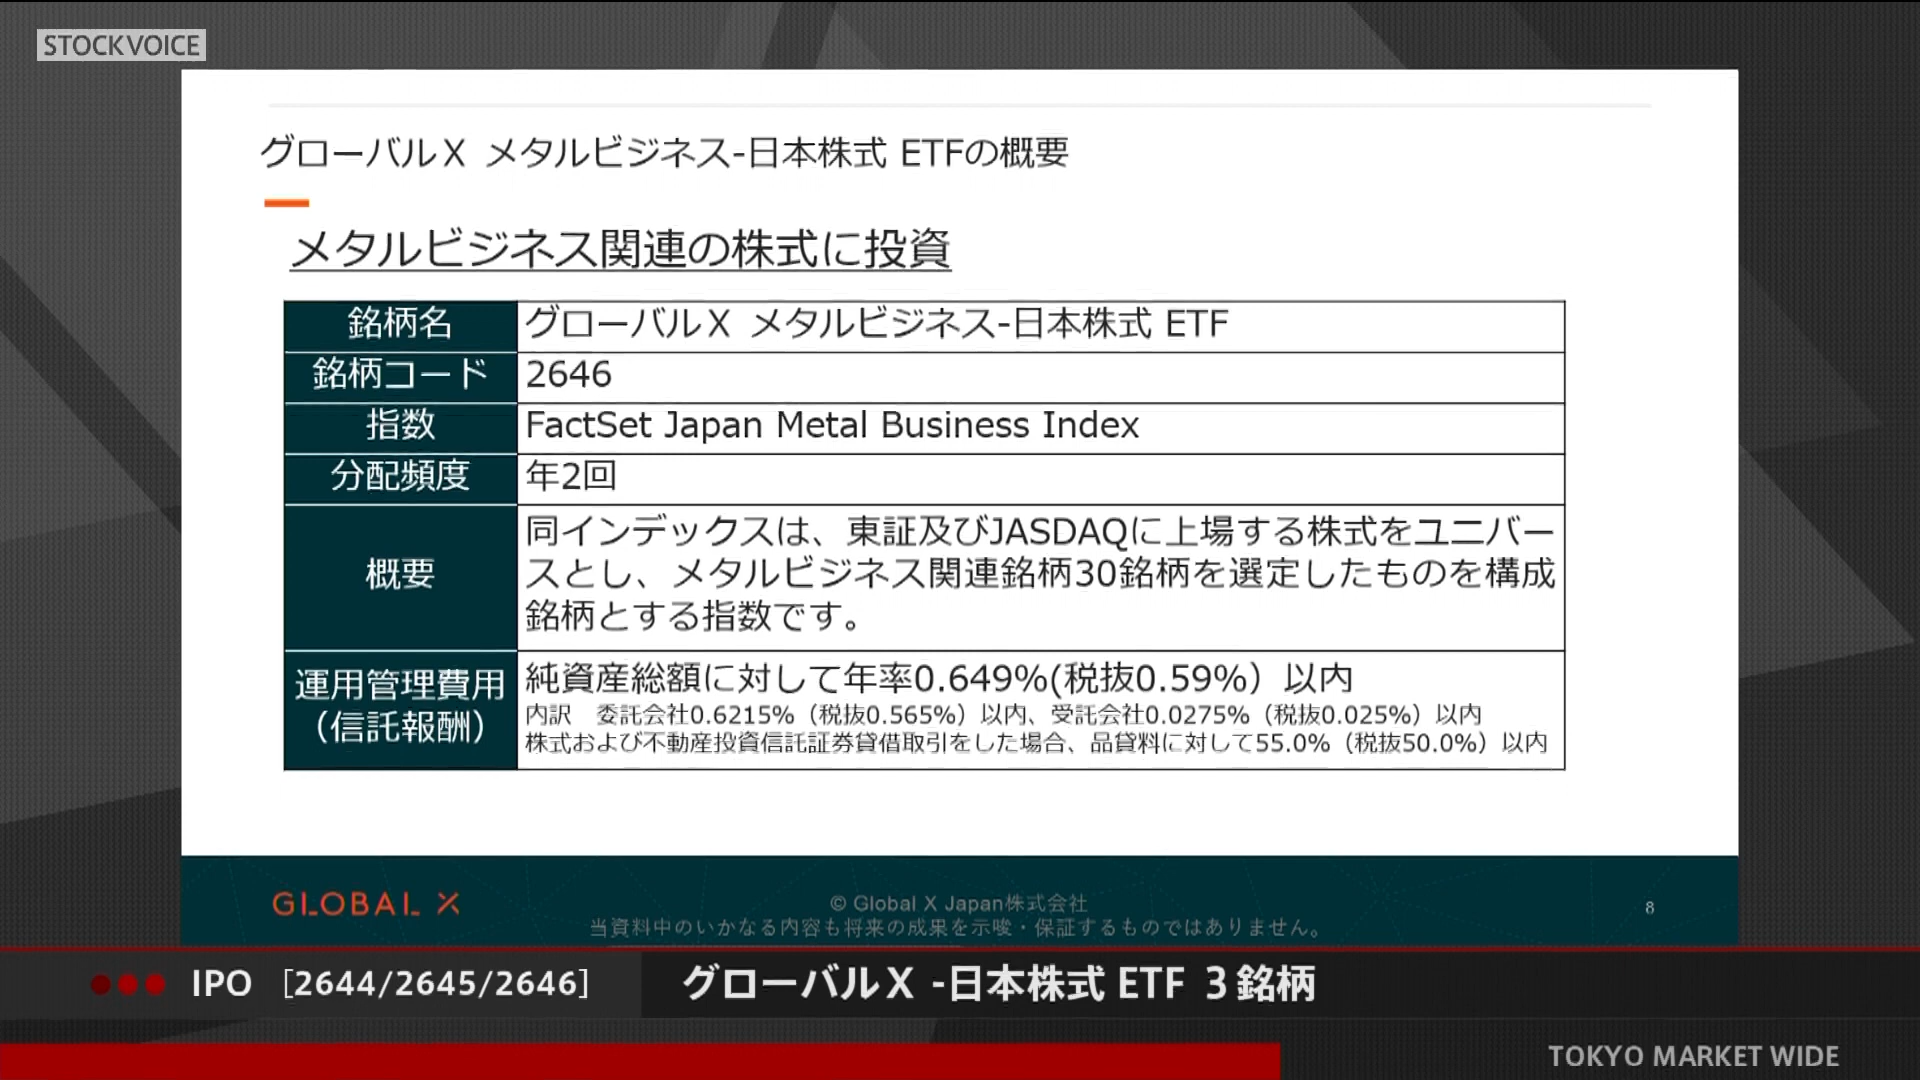 STOCKVOICE
グローバルX メタルビジネス-日本株式 ETFの概要
メタルビジネス関連の株式に投資
銘柄名 グローバルX メタルビジネス-日本株式 ETF
銘柄コード 2646
指数 FactSet Japan Metal Business Index
分配頻度 年2回
概要
同インデックスは、東証及びJASDAQに上場する株式をユニバー
スとし、メタルビジネス関連銘柄30銘柄を選定したものを構成
銘柄とする指数です。
運用管理費用
（信託報酬）
純資産総額に対して年率0.649%(税抜0.59%）以内
内訳　委託会社0.6215%（税抜0.565%）以内、受託会社0.0275%（税抜0.025%）以内
株式および不動産投資信託証券貸借取引をした場合、品貸料に対して55.0%（税抜50.0%）以内
GLOBAL X
© Global X Japan株式会社
当資料中のいかなる内容も将来の成果を示唆・保証するものではありません。
8
IPO [2644/2645/2646] グローバルX -日本株式 ETF 3銘柄
TOKYO MARKET WIDE